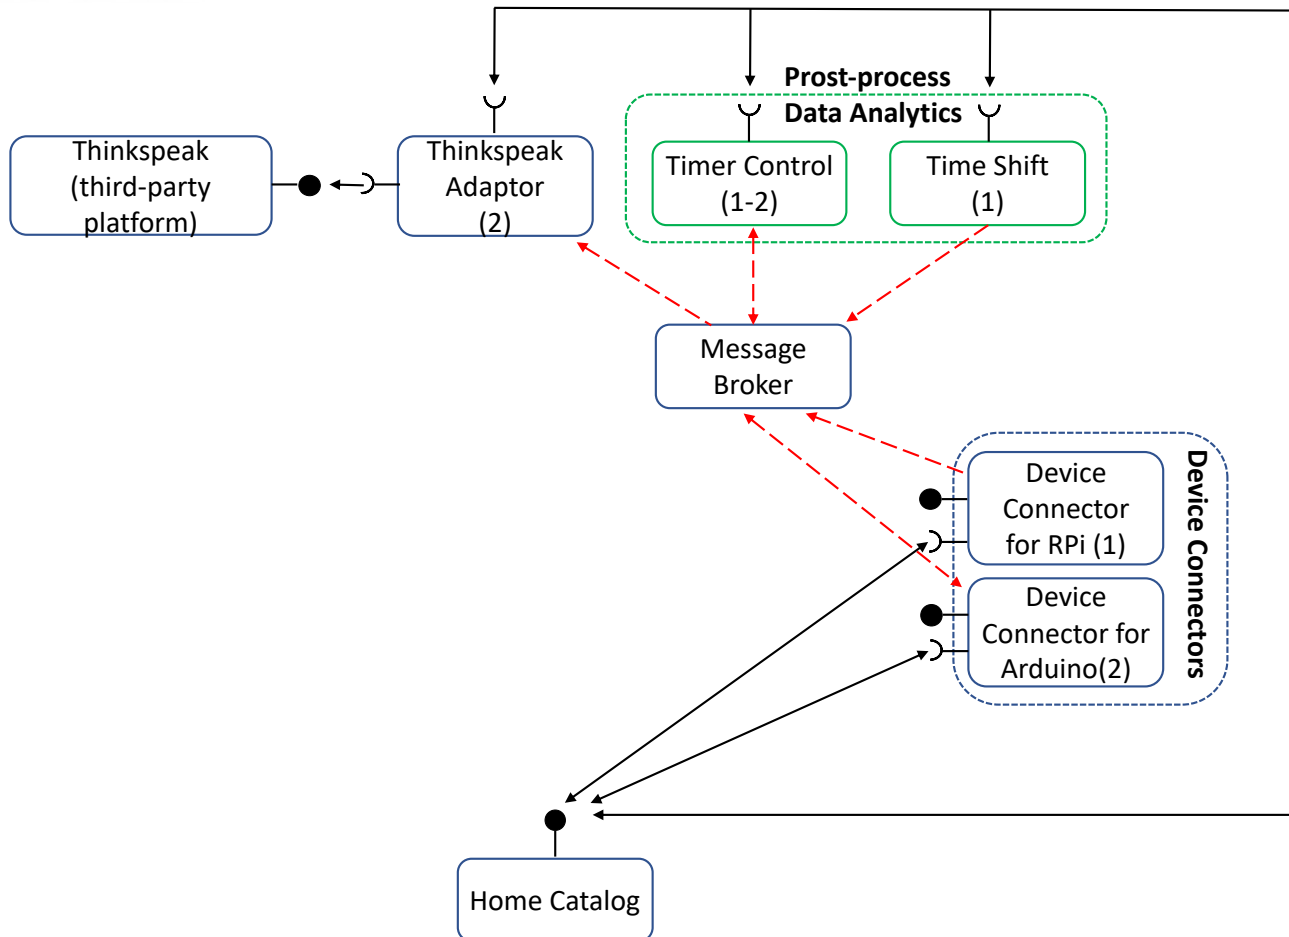 Prost-process
Data Analytics
Thinkspeak
(third-party
platform)
Thinkspeak
Adaptor
(2)
Timer Control
(1-2)
Time Shift
(1)
Message
Broker
Device
Connector
for RPi (1)
Device
Connector for
Arduino(2)
Device Connectors
Home Catalog